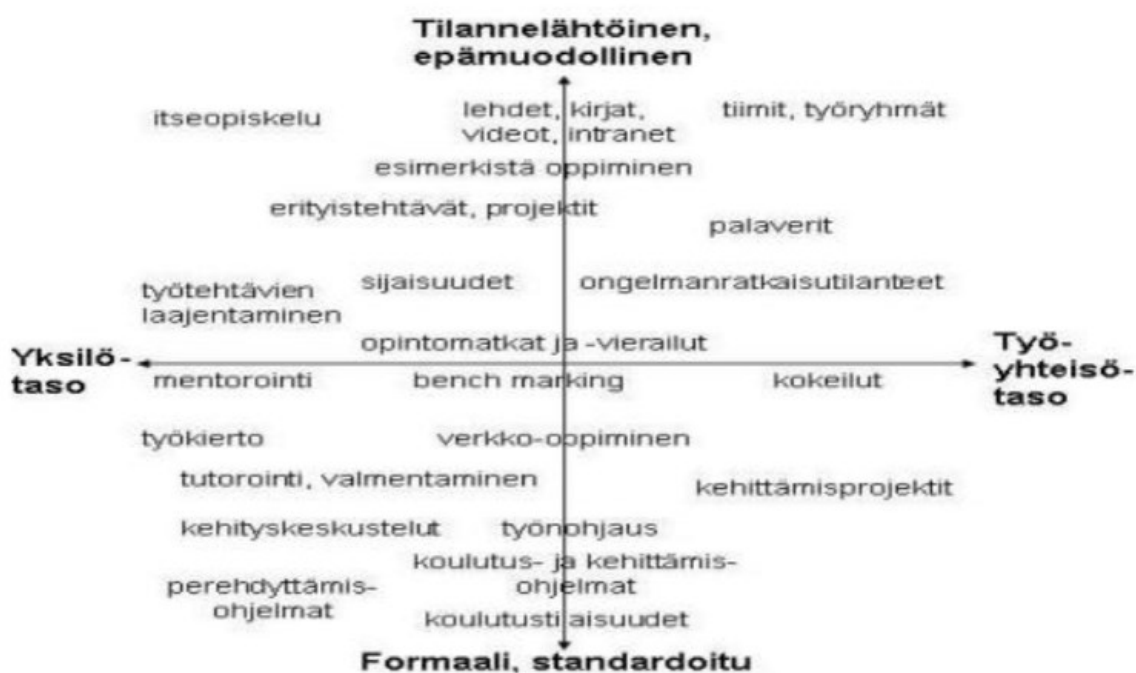 Tilannelähtöinen,
epämuodollinen
itseopiskelu
lehdet, kirjat,
videot, intranet
tiimit, työryhmät
esimerkistä oppiminen
erityistehtävät, projektit
palaverit
työtehtävien
laajentaminen
sijaisuudet
ongelmanratkaisutilanteet
opintomatkat ja -vierailut
Yksilö-
taso
Työ-
yhteisö-
taso
mentorointi
bench marking
kokeilut
työkierto
verkko-oppiminen
tutorointi, valmentaminen
kehittämisprojektit
kehityskeskustelut
työnohjaus
koulutus- ja kehittämis-
ohjelmat
perehdyttämis-
ohjelmat
koulutustilaisuudet
Formaali, standardoitu